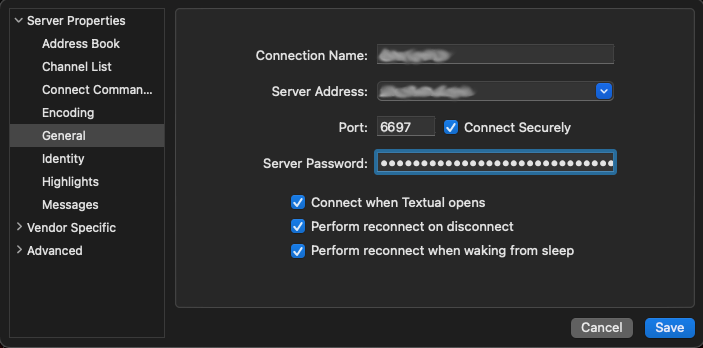 Server Properties
Address Book
Channel List
Connect Comman...
Encoding
General
Identity
Highlights
Messages
Vendor Specific
Advanced
Connection Name:
Server Address:
Port: 6697 Connect Securely
Server Password: ●●●●●●●●●●●●●●●●●●●●●●●●●●●●●
Connect when Textual opens
Perform reconnect on disconnect
Perform reconnect when waking from sleep
Cancel Save